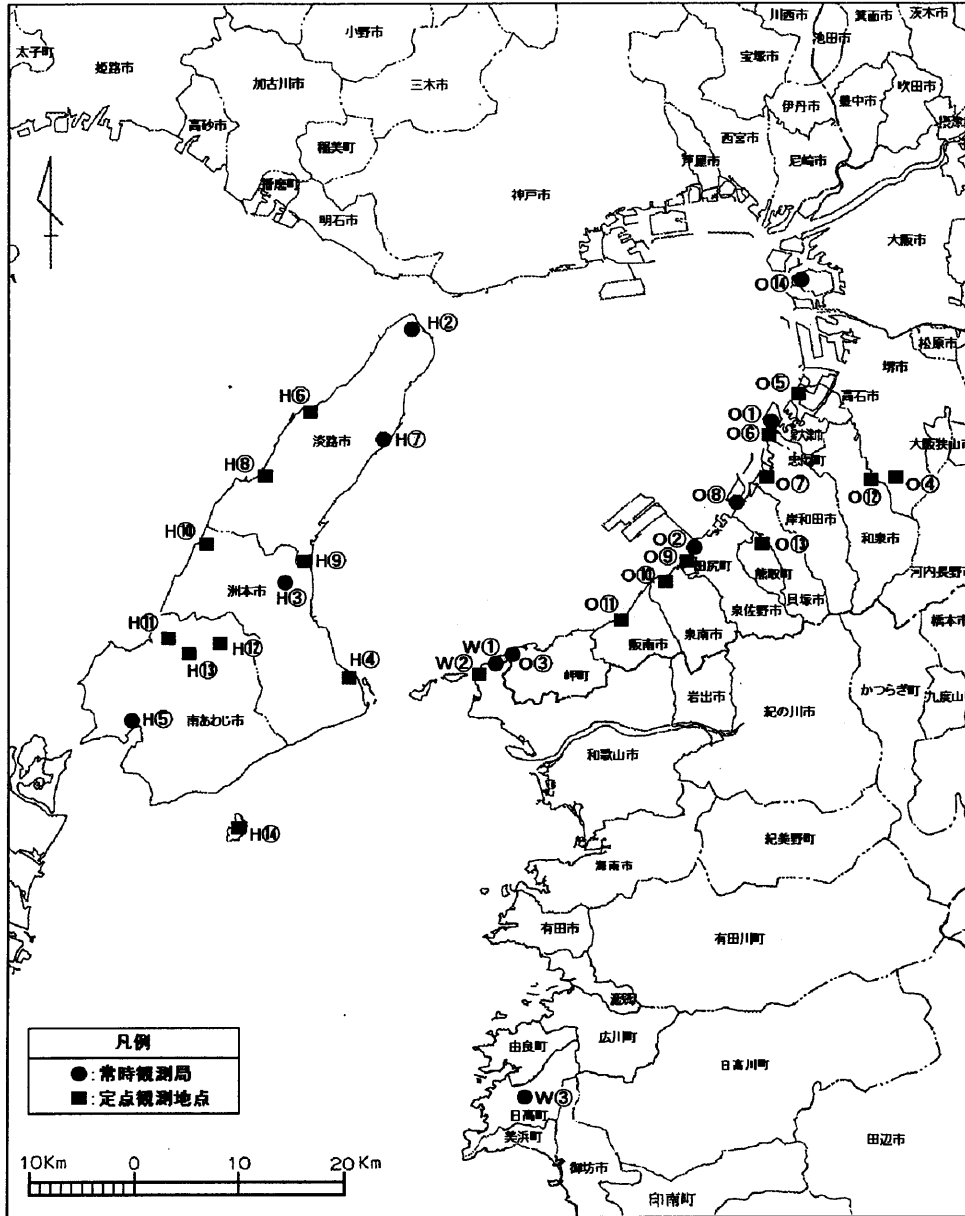 太子町
姫路市
小野市
加古川市
三木市
高砂市
稲美町
播磨町
明石市
神戸市
川西市
池田市
箕面市
茨木市
宝塚市
伊丹市
豊中市
吹田市
西宮市
尼崎市
芦屋市
大阪市
O⑭
松原市
堺市
O⑤
高石市
O①
O⑥
忠岡町
大阪狭山市
O⑦
O⑫
O④
O⑧
岸和田市
和泉市
O②
O⑬
O⑨
田尻町
熊取町
河内長野市
O⑩
貝塚市
泉佐野市
橋本市
O⑪
阪南市
泉南市
H②
H⑥
淡路市
H⑦
H⑧
H⑩
H⑨
洲本市
H③
H⑪
H⑫
H⑬
H④
H⑤
南あわじ市
H⑭
W①
W②
O③
岬町
岩出市
紀の川市
かつらぎ町
九度山
和歌山市
紀美野町
海南市
有田市
有田川町
広川町
由良町
日高川町
W③
日高町
美浜町
御坊市
印南町
田辺市
凡例
●:常時観測局
■:定点観測地点
10Km 0 10 20Km